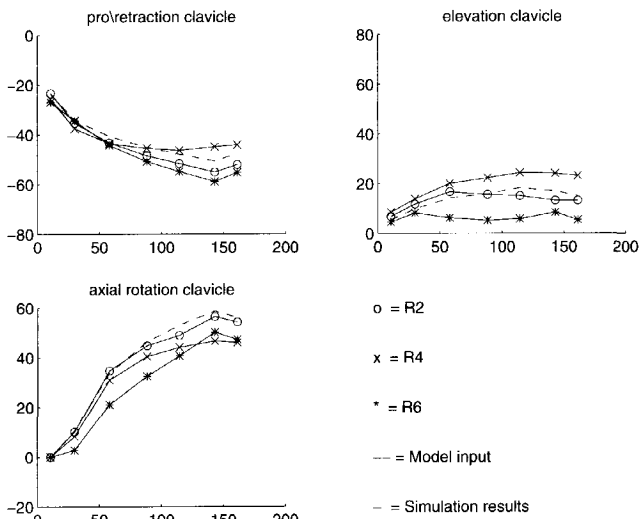 pro\retraction clavicle
0
-20
-40
-60
-80
0 50 100 150 200
elevation clavicle
80
60
40
20
0
0 50 100 150 200
axial rotation clavicle
60
40
20
0
-20
0 50 100 150 200
o = R2
x = R4
* = R6
-- = Model input
- = Simulation results